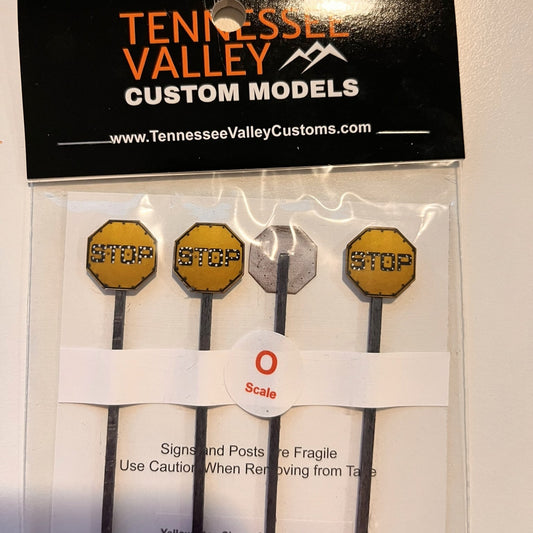 TENNESSEE
VALLEY
CUSTOM MODELS
www.TennesseeValleyCustoms.com
STOP STOP STOP
O
Scale
Signs and Posts Are Fragile
Use Caution When Removing from Tape